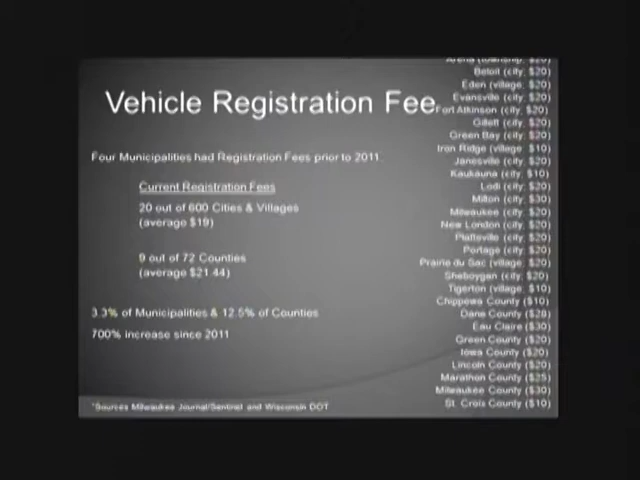 Vehicle Registration Fee
Four Municipalities had Registration Fees prior to 2011
Current Registration Fees
20 out of 600 Cities & Villages
(average $19)
9 out of 72 Counties
(average $21.44)
3.3% of Municipalities & 12.5% of Counties
700% increase since 2011
*Sources Milwaukee Journal/Sentinel and Wisconsin DOT
Arena (township, $20)
Beloit (city, $20)
Eden (village, $20)
Evansville (city, $20)
Fort Atkinson (city, $20)
Gillett (city, $20)
Green Bay (city, $20)
Iron Ridge (village, $10)
Janesville (city, $20)
Kaukauna (city, $10)
Lodi (city, $20)
Milton (city, $30)
Milwaukee (city, $20)
New London (city, $20)
Platteville (city, $20)
Portage (city, $20)
Prairie du Sac (village, $20)
Sheboygan (city, $20)
Tigerton (village, $10)
Chippewa County ($10)
Dane County ($28)
Eau Claire ($30)
Green County ($20)
Iowa County ($20)
Lincoln County ($20)
Marathon County ($25)
Milwaukee County ($30)
St. Croix County ($10)